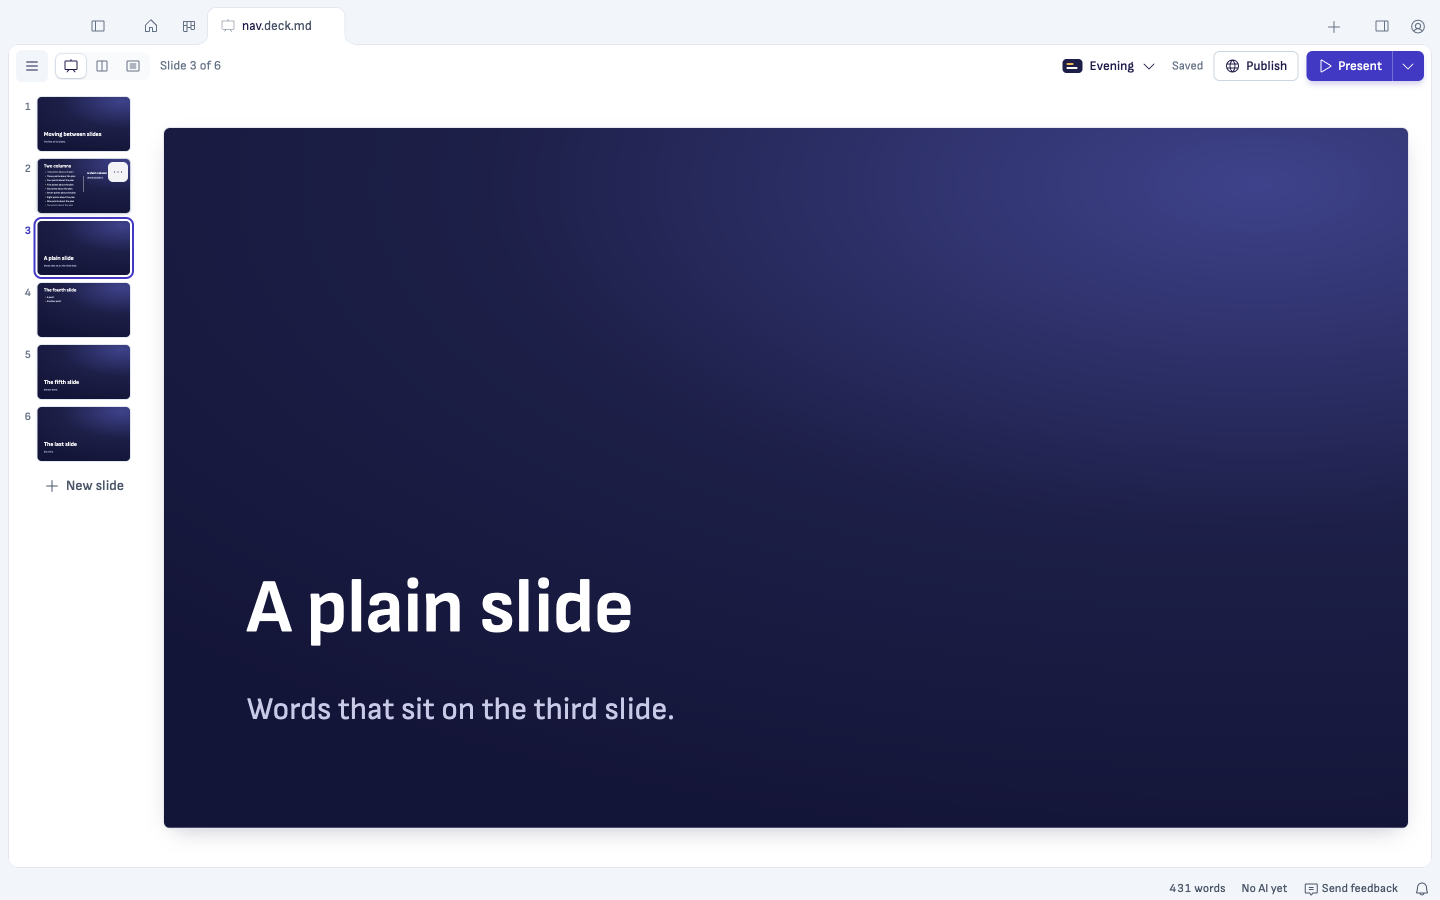 nav.deck.md
Slide 3 of 6
Evening
Saved
Publish
Present
1
Moving between slides
2
Two columns
3
A plain slide
4
The fourth slide
5
The fifth slide
6
The last slide
New slide
A plain slide
Words that sit on the third slide.
431 words
No AI yet
Send feedback